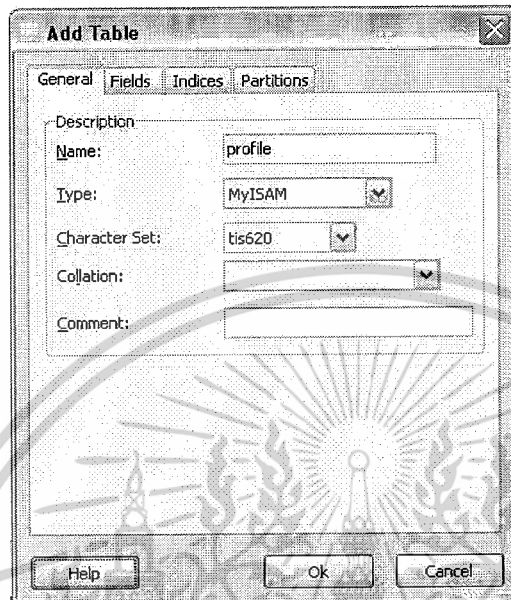 Add Table
General Fields Indices Partitions
Description
Name: profile
Type: MyISAM
Character Set: tis620
Collation:
Comment:
Help Ok Cancel